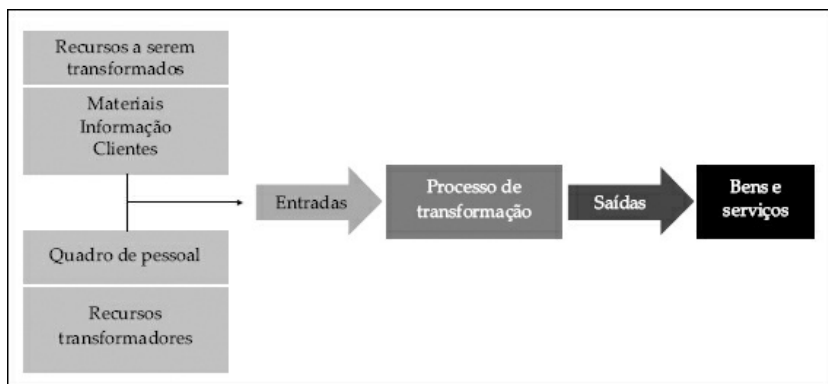 Recursos a serem
transformados
Materiais
Informação
Clientes
Entradas
Processo de
transformação
Saídas
Bens e
serviços
Quadro de pessoal
Recursos
transformadores